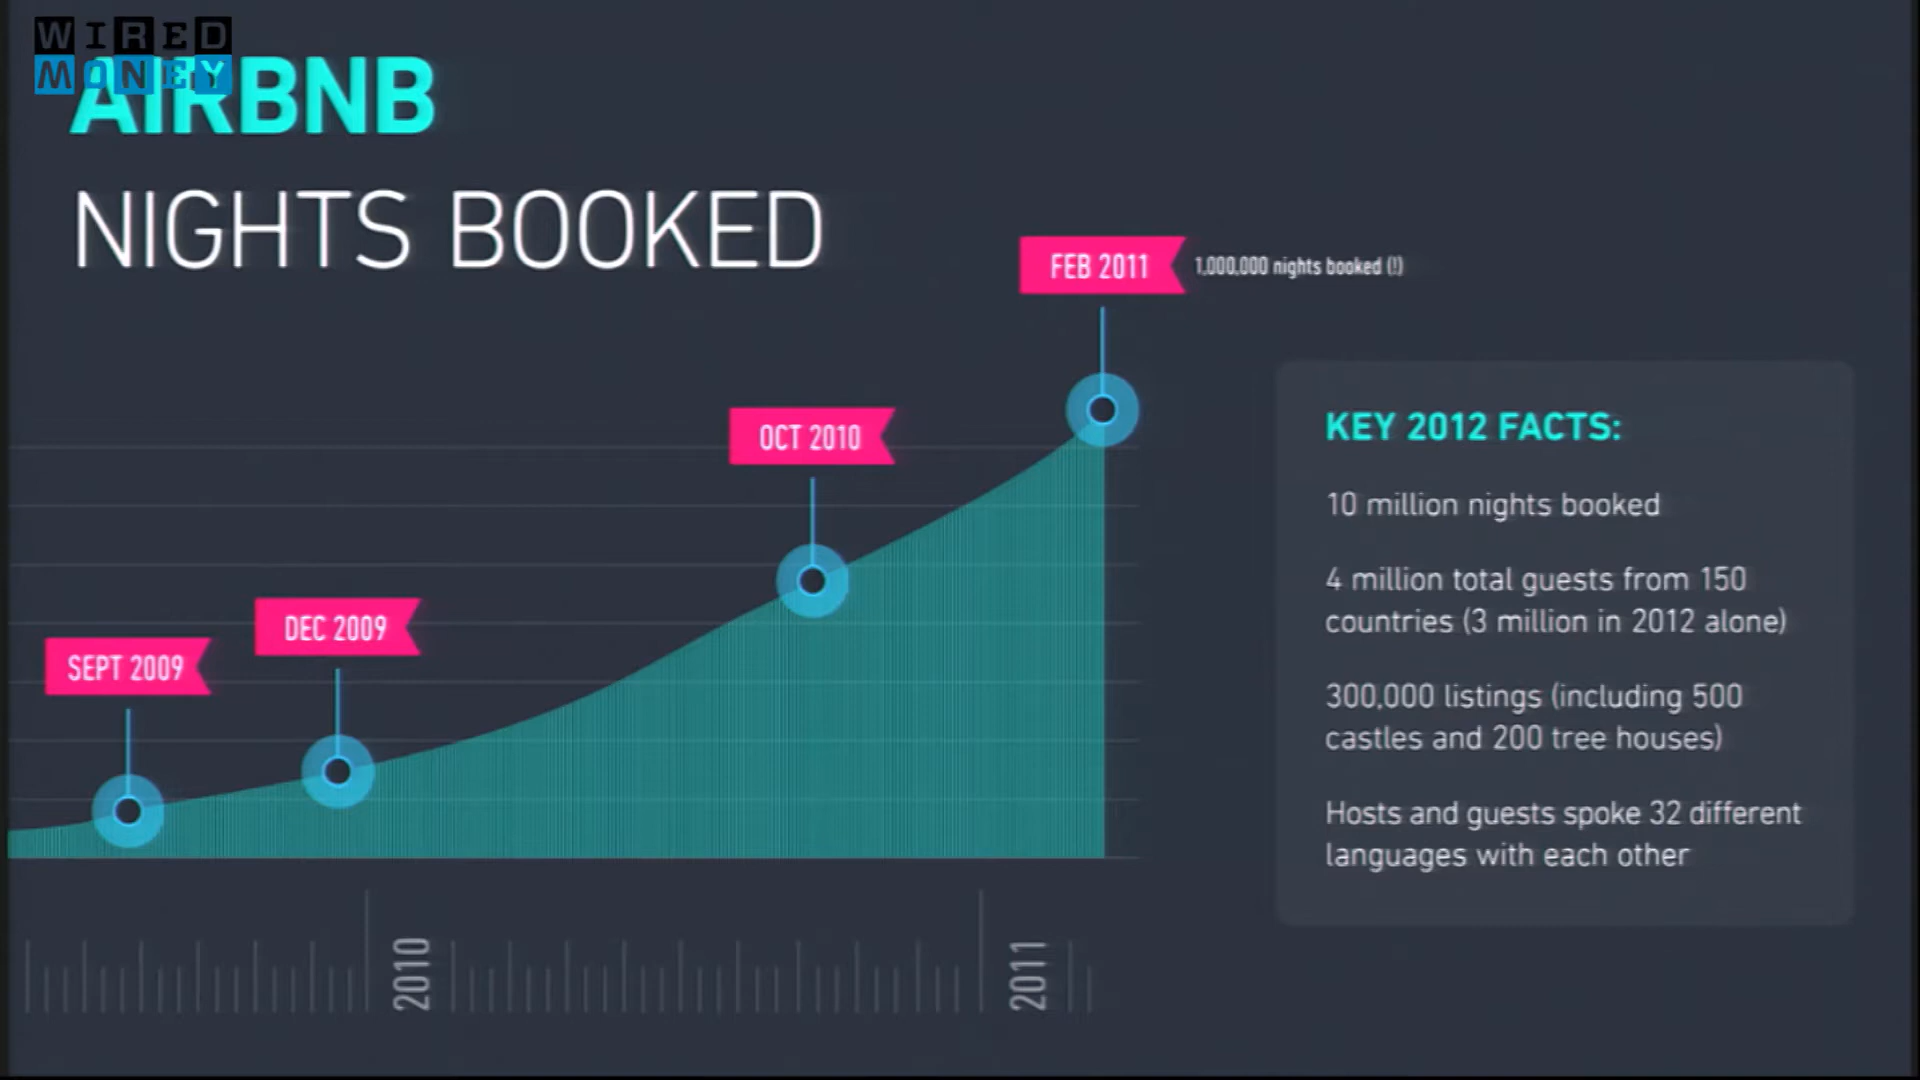 WIRED
MONEY
AIRBNB
NIGHTS BOOKED
FEB 2011
1,000,000 nights booked (!)
OCT 2010
DEC 2009
SEPT 2009
KEY 2012 FACTS:
10 million nights booked
4 million total guests from 150
countries (3 million in 2012 alone)
300,000 listings (including 500
castles and 200 tree houses)
Hosts and guests spoke 32 different
languages with each other
2010
2011